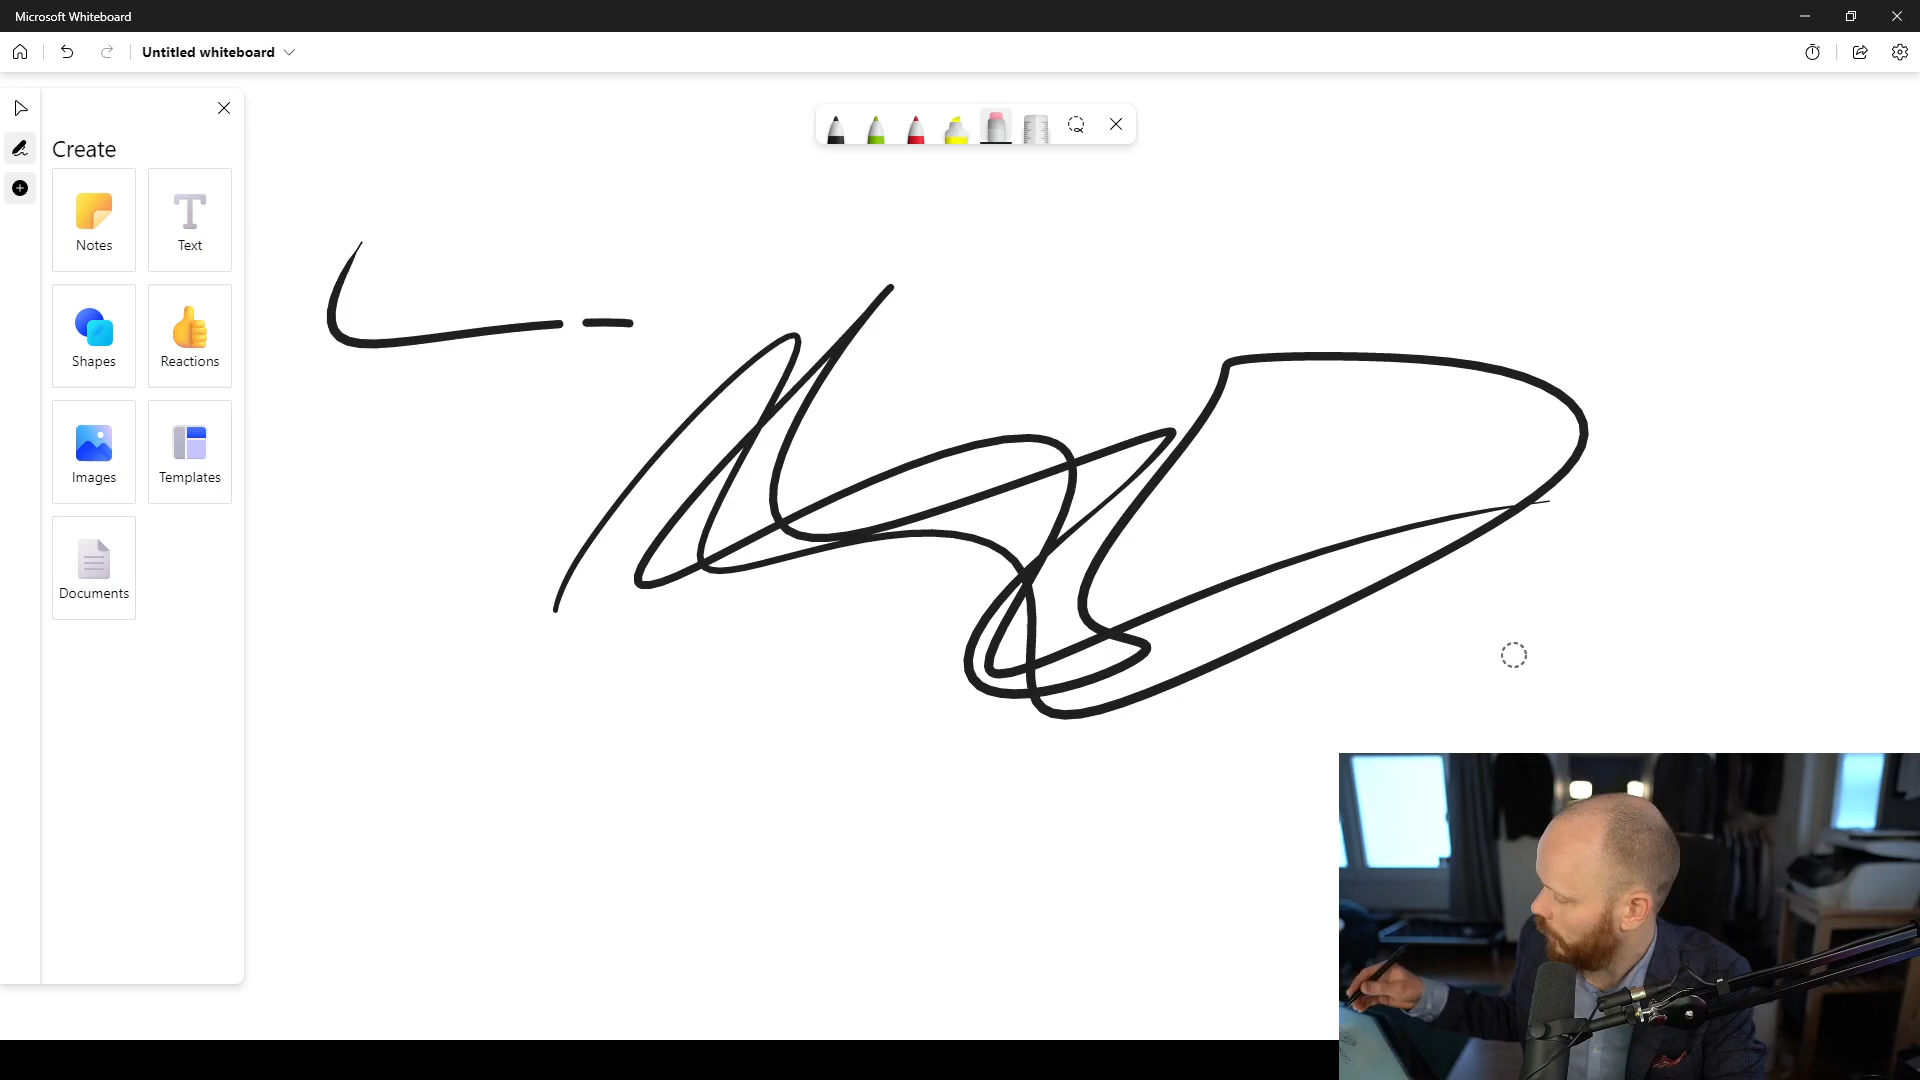 Microsoft Whiteboard
Untitled whiteboard
Create
Notes
Text
Shapes
Reactions
Images
Templates
Documents